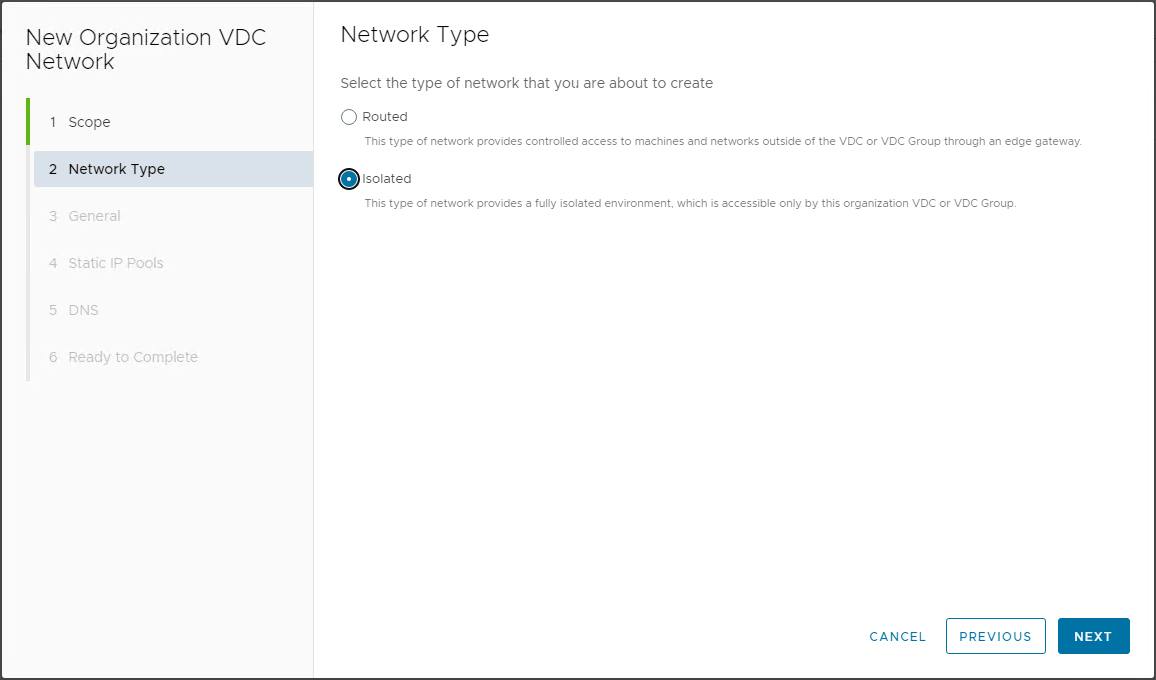 New Organization VDC
Network
1 Scope
2 Network Type
3 General
4 Static IP Pools
5 DNS
6 Ready to Complete
Network Type
Select the type of network that you are about to create
Routed
This type of network provides controlled access to machines and networks outside of the VDC or VDC Group through an edge gateway.
Isolated
This type of network provides a fully isolated environment, which is accessible only by this organization VDC or VDC Group.
CANCEL PREVIOUS NEXT